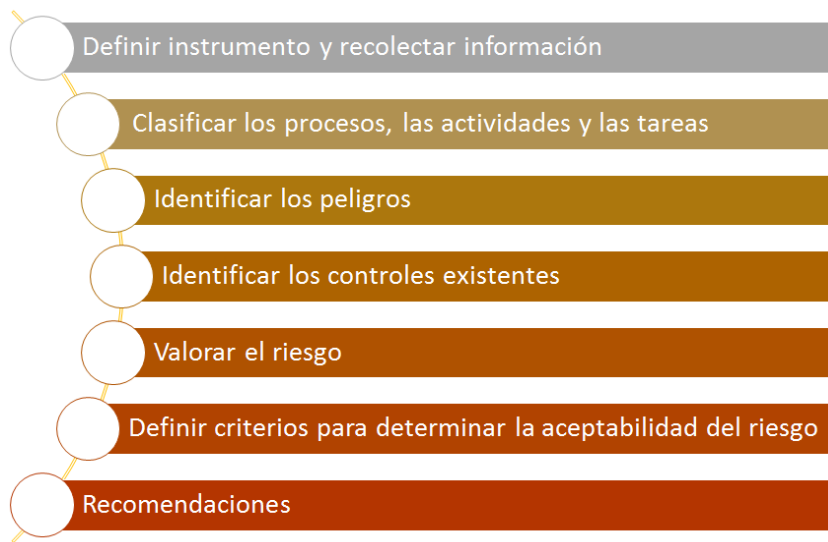 Definir instrumento y recolectar información
Clasificar los procesos, las actividades y las tareas
Identificar los peligros
Identificar los controles existentes
Valorar el riesgo
Definir criterios para determinar la aceptabilidad del riesgo
Recomendaciones